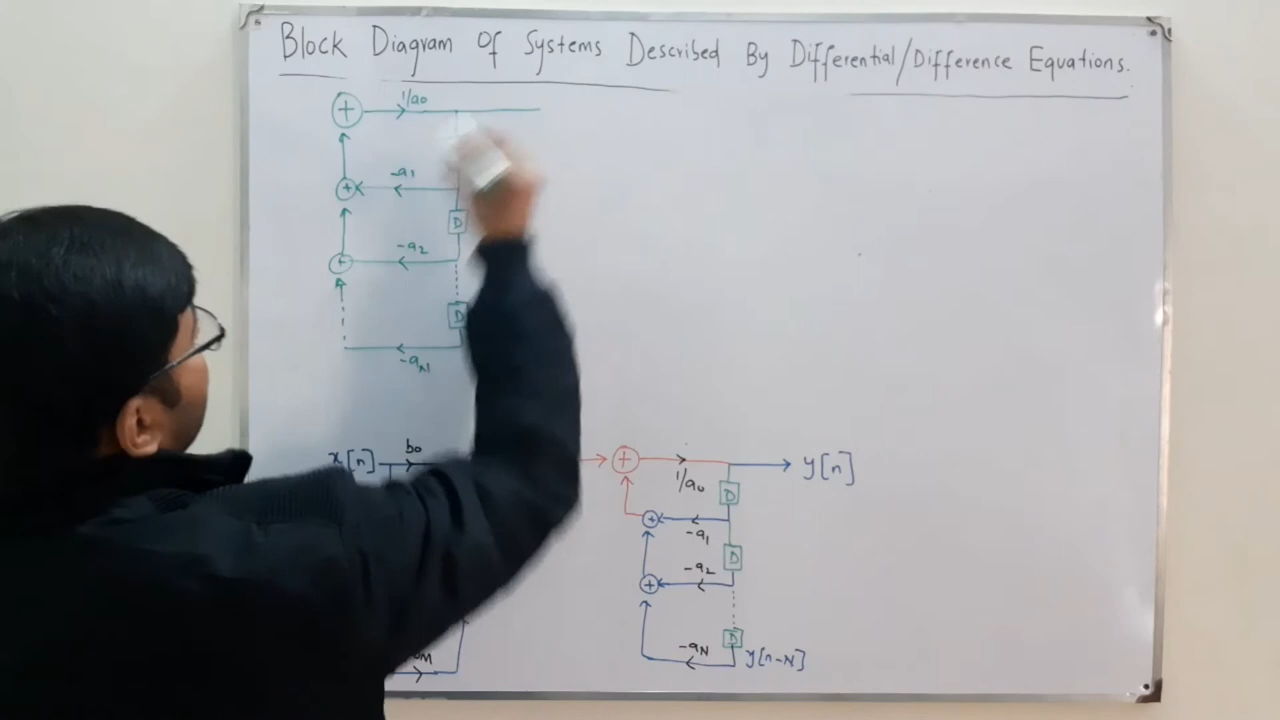 Block Diagram Of Systems Described By Differential/Difference Equations.
+ 1/a0
+ -a1
D
+ -a2
D
-aN
x[n] b0
+ 1/a0 y[n]
D
+ -a1
D
+ -a2
D
-aN y[n-N]